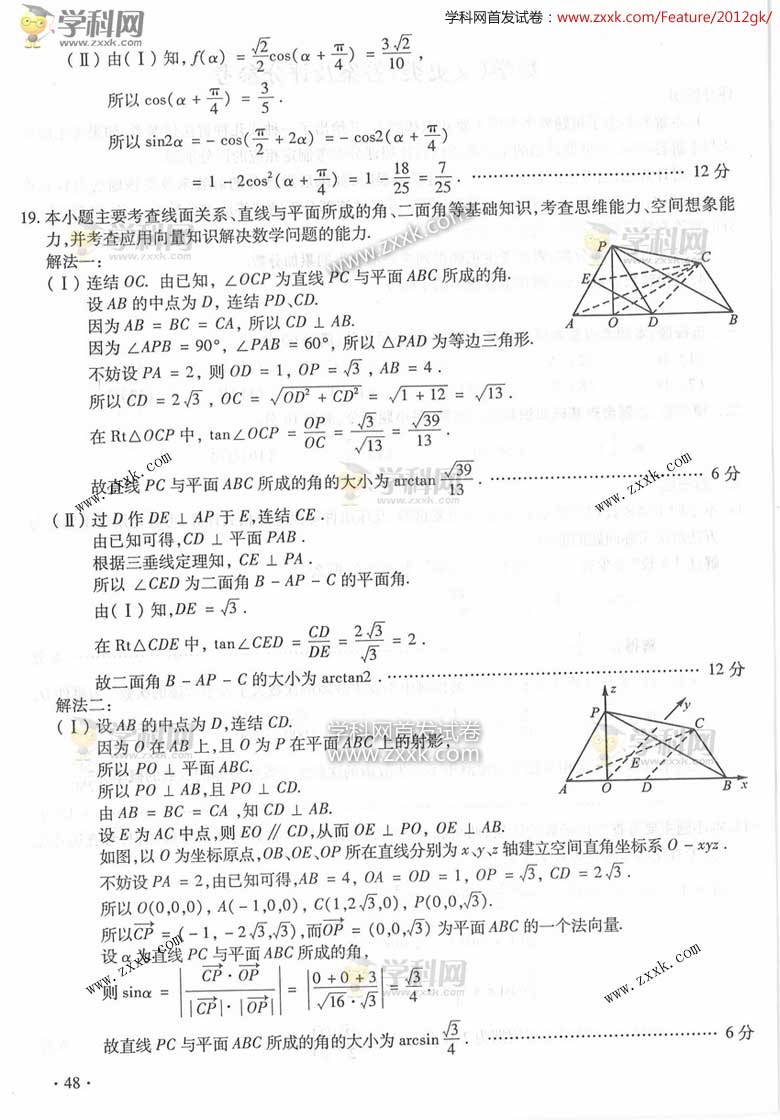 学科网首发试卷：www.zxxk.com/Feature/2012gk/
学科网
www.zxxk.com
(Ⅱ)由(Ⅰ)知, f(α) = √2/2 cos(α + π/4) = 3√2/10,
所以 cos(α + π/4) = 3/5.
所以 sin2α = - cos(π/2 + 2α) = - cos2(α + π/4)
= 1 - 2cos²(α + π/4) = 1 - 18/25 = 7/25. ………… 12 分
19. 本小题主要考查线面关系、直线与平面所成的角、二面角等基础知识,考查思维能力、空间想象能
力,并考查应用向量知识解决数学问题的能力.
解法一:
(Ⅰ)连结 OC. 由已知, ∠OCP 为直线 PC 与平面 ABC 所成的角.
设 AB 的中点为 D, 连结 PD、CD.
因为 AB = BC = CA, 所以 CD ⊥ AB.
因为 ∠APB = 90°, ∠PAB = 60°, 所以 △PAD 为等边三角形.
不妨设 PA = 2, 则 OD = 1, OP = √3, AB = 4.
所以 CD = 2√3, OC = √(OD² + CD²) = √(1 + 12) = √13.
在 Rt△OCP 中, tan∠OCP = OP/OC = √3/√13 = √39/13.
故直线 PC 与平面 ABC 所成的角的大小为 arctan √39/13. ………… 6 分
P
C
E
A O D B
(Ⅱ)过 D 作 DE ⊥ AP 于 E,连结 CE.
由已知可得,CD ⊥ 平面 PAB.
根据三垂线定理知, CE ⊥ PA.
所以 ∠CED 为二面角 B - AP - C 的平面角.
由(Ⅰ)知,DE = √3.
在 Rt△CDE 中, tan∠CED = CD/DE = 2√3/√3 = 2.
故二面角 B - AP - C 的大小为 arctan2. ………… 12 分
解法二:
(Ⅰ)设 AB 的中点为 D,连结 CD.
因为 O 在 AB 上,且 O 为 P 在平面 ABC 上的射影,
所以 PO ⊥ 平面 ABC.
所以 PO ⊥ AB,且 PO ⊥ CD.
由 AB = BC = CA, 知 CD ⊥ AB.
设 E 为 AC 中点,则 EO ∥ CD,从而 OE ⊥ PO, OE ⊥ AB.
z
y
P
C
E
A O D B x
如图,以 O 为坐标原点,OB、OE、OP 所在直线分别为 x、y、z 轴建立空间直角坐标系 O - xyz.
不妨设 PA = 2,由已知可得,AB = 4, OA = OD = 1, OP = √3, CD = 2√3.
所以 O(0,0,0), A( - 1,0,0), C(1,2√3,0), P(0,0,√3).
所以CP = ( - 1, - 2√3,√3),而OP = (0,0,√3) 为平面 ABC 的一个法向量.
设 α 为直线 PC 与平面 ABC 所成的角,
则 sinα = | CP · OP / |CP| · |OP| | = | 0 + 0 + 3 / √16 · √3 | = √3/4
故直线 PC 与平面 ABC 所成的角的大小为 arcsin √3/4. ………… 6 分
学科网首发试卷
www.zxxk.com
· 48 ·